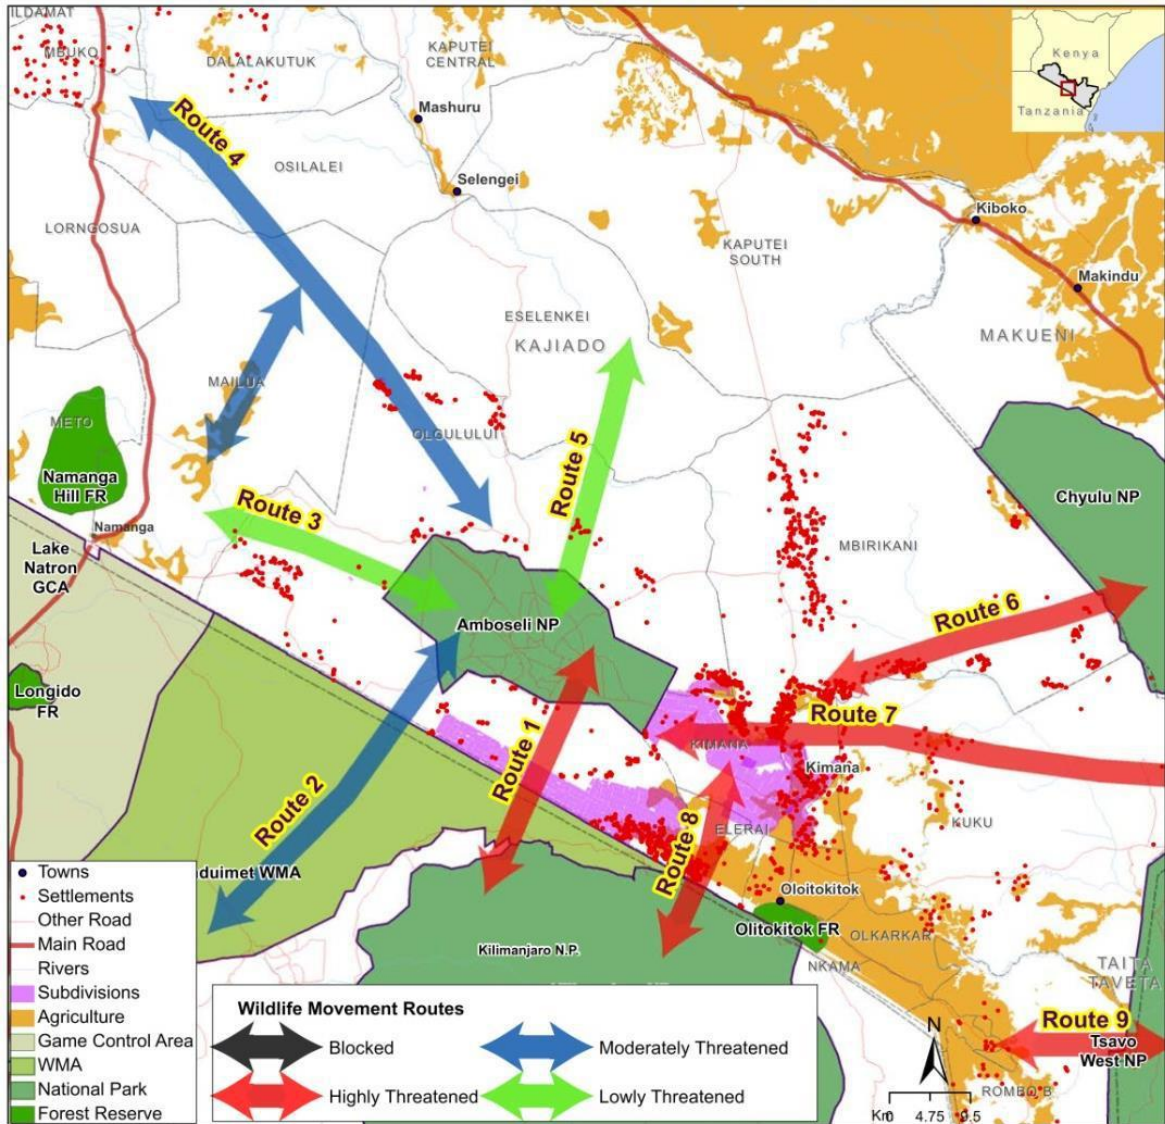 ILDAMAT
MBUKO
DALALAKUTUK
KAPUTEI
CENTRAL
Kenya
Tanzania
Mashuru
Route 4
OSILALEI
Selengei
Kiboko
LORNGOSUA
KAPUTEI
SOUTH
Makindu
ESELENKEI
KAJIADO
MAKUENI
MAILUA
METO
OLGULULUI
Route 5
Namanga
Hill FR
Route 3
Chyulu NP
Namanga
MBIRIKANI
Lake
Natron
GCA
Route 6
Amboseli NP
Longido
FR
Route 7
Route 1
KIMANA
Kimana
Route 2
Route 8
ELERAI
KUKU
nduimet WMA
Oloitokitok
Olitokitok FR
OLKARKAR
Kilimanjaro N.P.
NKAMA
TAITA
TAVETA
Route 9
Tsavo
West NP
ROMBO B
N
Km
0 4.75 9.5
Towns
Settlements
Other Road
Main Road
Rivers
Subdivisions
Agriculture
Game Control Area
WMA
National Park
Forest Reserve
Wildlife Movement Routes
Blocked
Moderately Threatened
Highly Threatened
Lowly Threatened